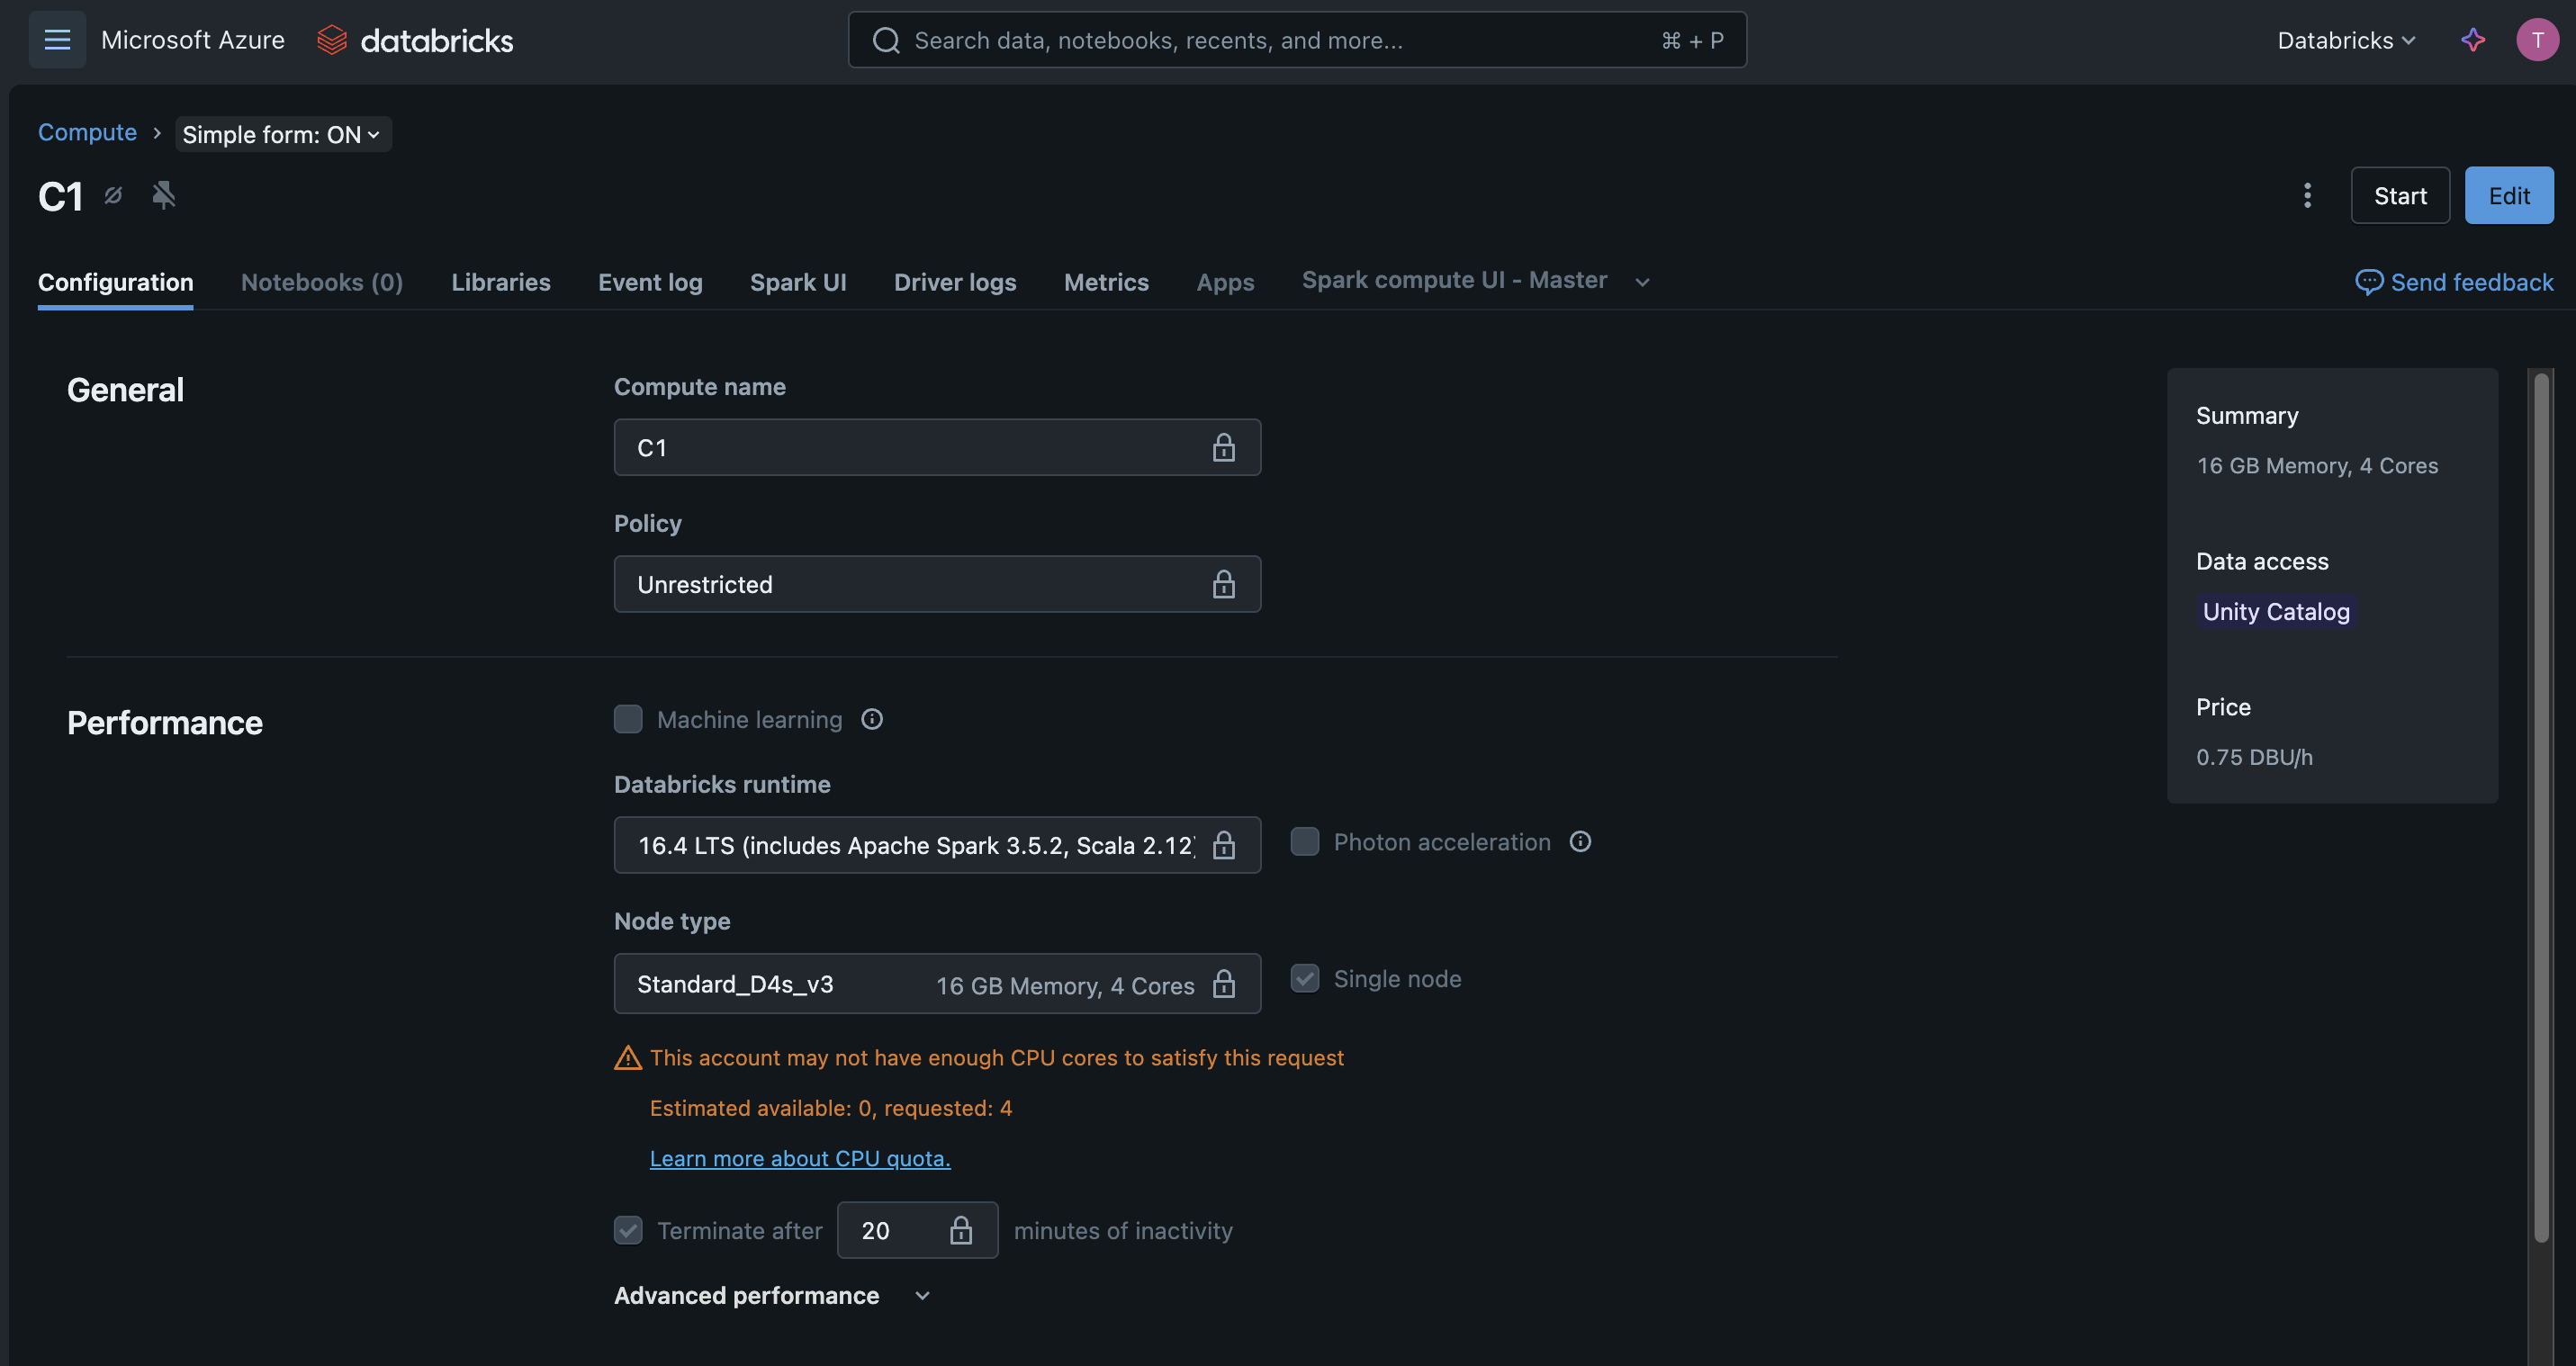 Microsoft Azure databricks
Search data, notebooks, recents, and more... ⌘ + P
Databricks
T
Compute › Simple form: ON
C1
Start
Edit
Configuration Notebooks (0) Libraries Event log Spark UI Driver logs Metrics Apps Spark compute UI - Master
Send feedback
General
Compute name
C1
Policy
Unrestricted
Performance
Machine learning
Databricks runtime
16.4 LTS (includes Apache Spark 3.5.2, Scala 2.12)
Photon acceleration
Node type
Standard_D4s_v3 16 GB Memory, 4 Cores
Single node
This account may not have enough CPU cores to satisfy this request
Estimated available: 0, requested: 4
Learn more about CPU quota.
Terminate after 20 minutes of inactivity
Advanced performance
Summary
16 GB Memory, 4 Cores
Data access
Unity Catalog
Price
0.75 DBU/h